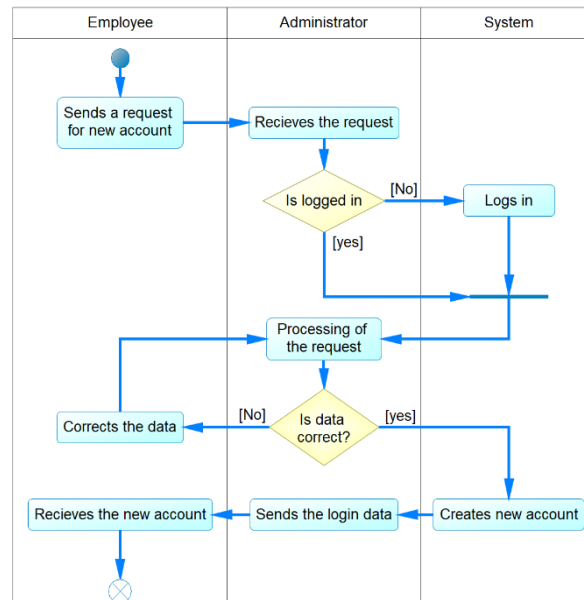 Employee
Administrator
System
Sends a request
for new account
Recieves the request
Is logged in
[No]
Logs in
[yes]
Processing of
the request
Corrects the data
[No]
Is data
correct?
[yes]
Recieves the new account
Sends the login data
Creates new account